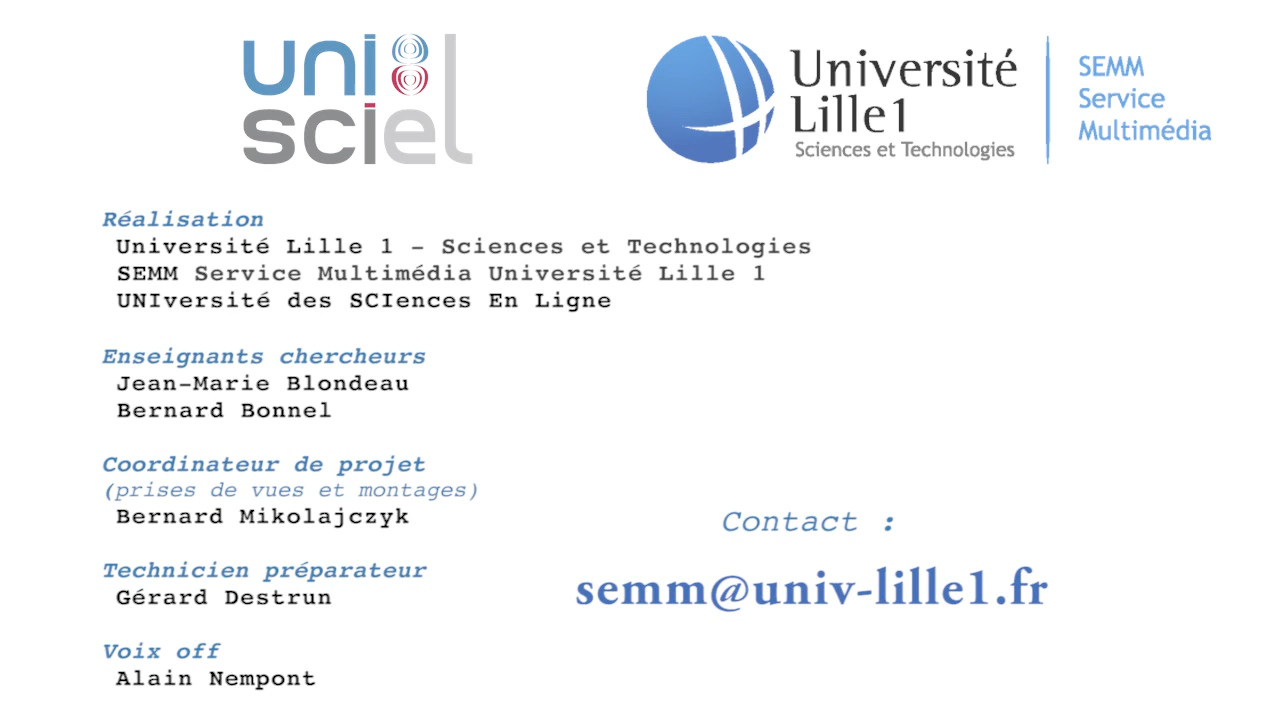 uni
sciel
Université
Lille1
Sciences et Technologies
SEMM
Service
Multimédia
Réalisation
Université Lille 1 - Sciences et Technologies
SEMM Service Multimédia Université Lille 1
UNIversité des SCIences En Ligne
Enseignants chercheurs
Jean-Marie Blondeau
Bernard Bonnel
Coordinateur de projet
(prises de vues et montages)
Bernard Mikolajczyk
Technicien préparateur
Gérard Destrun
Voix off
Alain Nempont
Contact :
semm@univ-lille1.fr